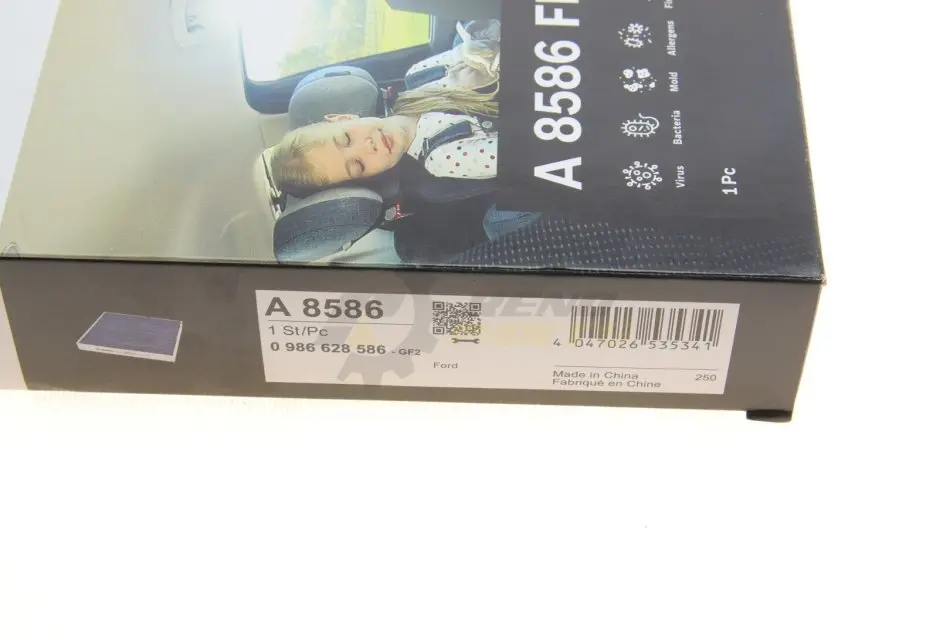 A 8586
Virus
Bacteria
Mold
Allergens
1 Pc
A 8586
1 St/Pc
0 986 628 586 - GF2
Ford
4 047026 535341
Made in China
Fabriqué en Chine
250